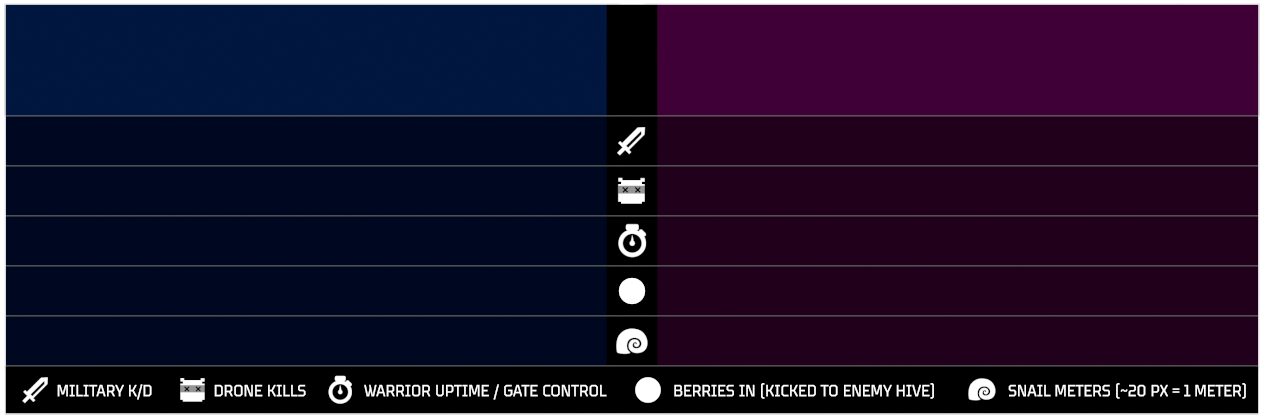 MILITARY K/D DRONE KILLS WARRIOR UPTIME / GATE CONTROL BERRIES IN (KICKED TO ENEMY HIVE) SNAIL METERS (~20 PX = 1 METER)